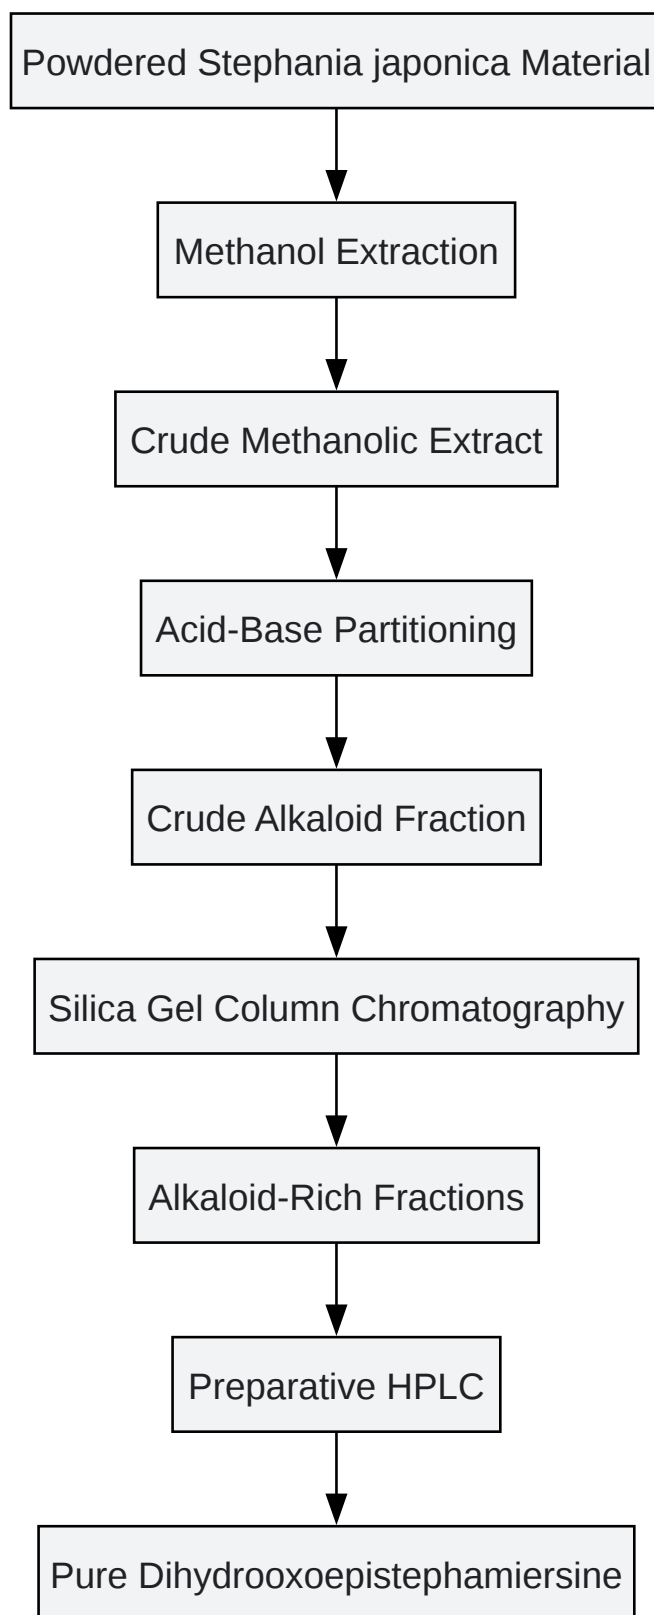 Powdered Stephania japonica Material
Methanol Extraction
Crude Methanolic Extract
Acid-Base Partitioning
Crude Alkaloid Fraction
Silica Gel Column Chromatography
Alkaloid-Rich Fractions
Preparative HPLC
Pure Dihydrooxoepistephamiersine